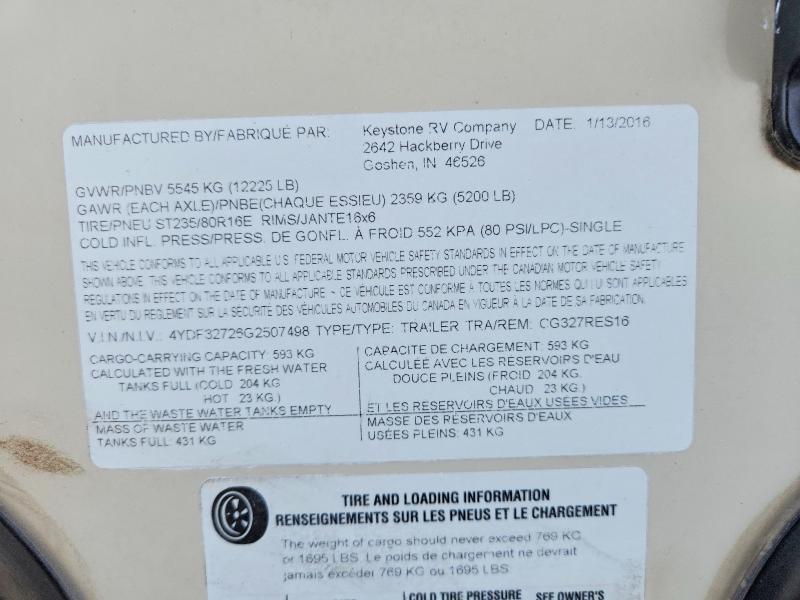 MANUFACTURED BY/FABRIQUÉ PAR: Keystone RV Company DATE: 1/13/2016
2642 Hackberry Drive
Goshen, IN 46526
GVWR/PNBV 5545 KG (12225 LB)
GAWR (EACH AXLE)/PNBE(CHAQUE ESSIEU) 2359 KG (5200 LB)
TIRE/PNEU ST235/80R16E RIMS/JANTE16x6
COLD INFL. PRESS/PRESS. DE GONFL. À FROID 552 KPA (80 PSI/LPC)-SINGLE
THIS VEHICLE CONFORMS TO ALL APPLICABLE U.S. FEDERAL MOTOR VEHICLE SAFETY STANDARDS IN EFFECT ON THE DATE OF MANUFACTURE
SHOWN ABOVE. THIS VEHICLE CONFORMS TO ALL APPLICABLE STANDARDS PRESCRIBED UNDER THE CANADIAN MOTOR VEHICLE SAFETY
REGULATIONS IN EFFECT ON THE DATE OF MANUFACTURE - CE VÉHICULE EST CONFORME À TOUTES LES NORMES QUI LUI SONT APPLICABLES
EN VERTU DU RÈGLEMENT SUR LA SÉCURITÉ DES VÉHICULES AUTOMOBILES DU CANADA EN VIGUEUR À LA DATE DE SA FABRICATION.
V.I.N./N.I.V.: 4YDF32726G2507498 TYPE/TYPE: TRAILER TRA/REM: CG327RES16
CARGO-CARRYING CAPACITY: 593 KG
CALCULATED WITH THE FRESH WATER
TANKS FULL (COLD 204 KG
HOT 23 KG.)
AND THE WASTE WATER TANKS EMPTY
MASS OF WASTE WATER
TANKS FULL: 431 KG
CAPACITE DE CHARGEMENT: 593 KG
CALCULÉE AVEC LES RÉSERVOIRS D'EAU
DOUCE PLEINS (FROID 204 KG.
CHAUD. 23 KG.)
ET LES RÉSERVOIRS D'EAUX USÉES VIDES
MASSE DES RÉSERVOIRS D'EAUX
USÉES PLEINS: 431 KG
TIRE AND LOADING INFORMATION
RENSEIGNEMENTS SUR LES PNEUS ET LE CHARGEMENT
The weight of cargo should never exceed 769 KG
or 1695 LBS. Le poids de chargement ne devrait
jamais excéder 769 KG ou 1695 LBS
COLD TIRE PRESSURE SEE OWNER'S